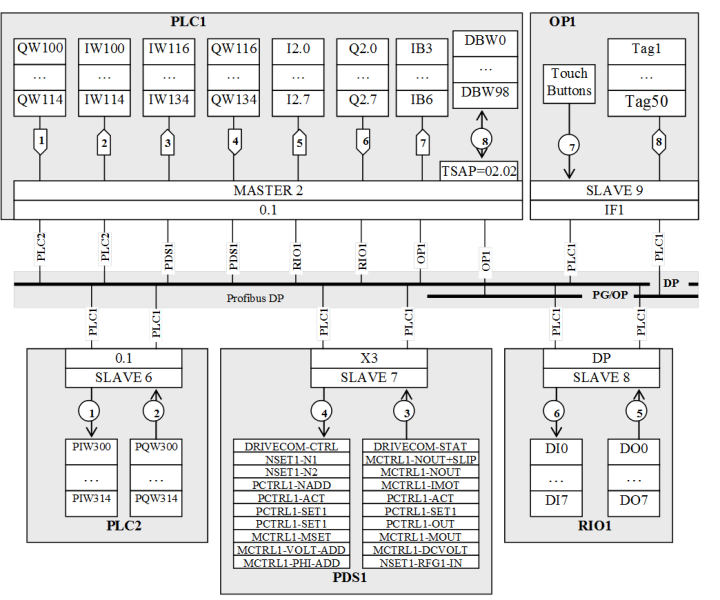 PLC1
OP1
QW100 IW100 IW116 QW116 I2.0 Q2.0 IB3 DBW0 Tag1
... ... ... ... ... ... ... ... ...
QW114 IW114 IW134 QW134 I2.7 Q2.7 IB6 DBW98 Tag50
Touch
Buttons
1 2 3 4 5 6 7 8 7 8
TSAP=02.02
MASTER 2 SLAVE 9
0.1 IF1
PLC2 PLC2 PDS1 PDS1 RIO1 RIO1 OP1 OP1 PLC1 PLC1
DP
Profibus DP PG/OP
PLC1 PLC1 PLC1 PLC1 PLC1 PLC1
0.1 X3 DP
SLAVE 6 SLAVE 7 SLAVE 8
1 2 4 3 6 5
PIW300 PQW300
... ...
PIW314 PQW314
PLC2
DRIVECOM-CTRL DRIVECOM-STAT
NSET1-N1 MCTRL1-NOUT+SLIP
NSET1-N2 MCTRL1-NOUT
PCTRL1-NADD MCTRL1-IMOT
PCTRL1-ACT PCTRL1-ACT
PCTRL1-SET1 PCTRL1-SET1
PCTRL1-SET1 PCTRL1-OUT
MCTRL1-MSET MCTRL1-MOUT
MCTRL1-VOLT-ADD MCTRL1-DCVOLT
MCTRL1-PHI-ADD NSET1-RFG1-IN
PDS1
DI0 DO0
... ...
DI7 DO7
RIO1